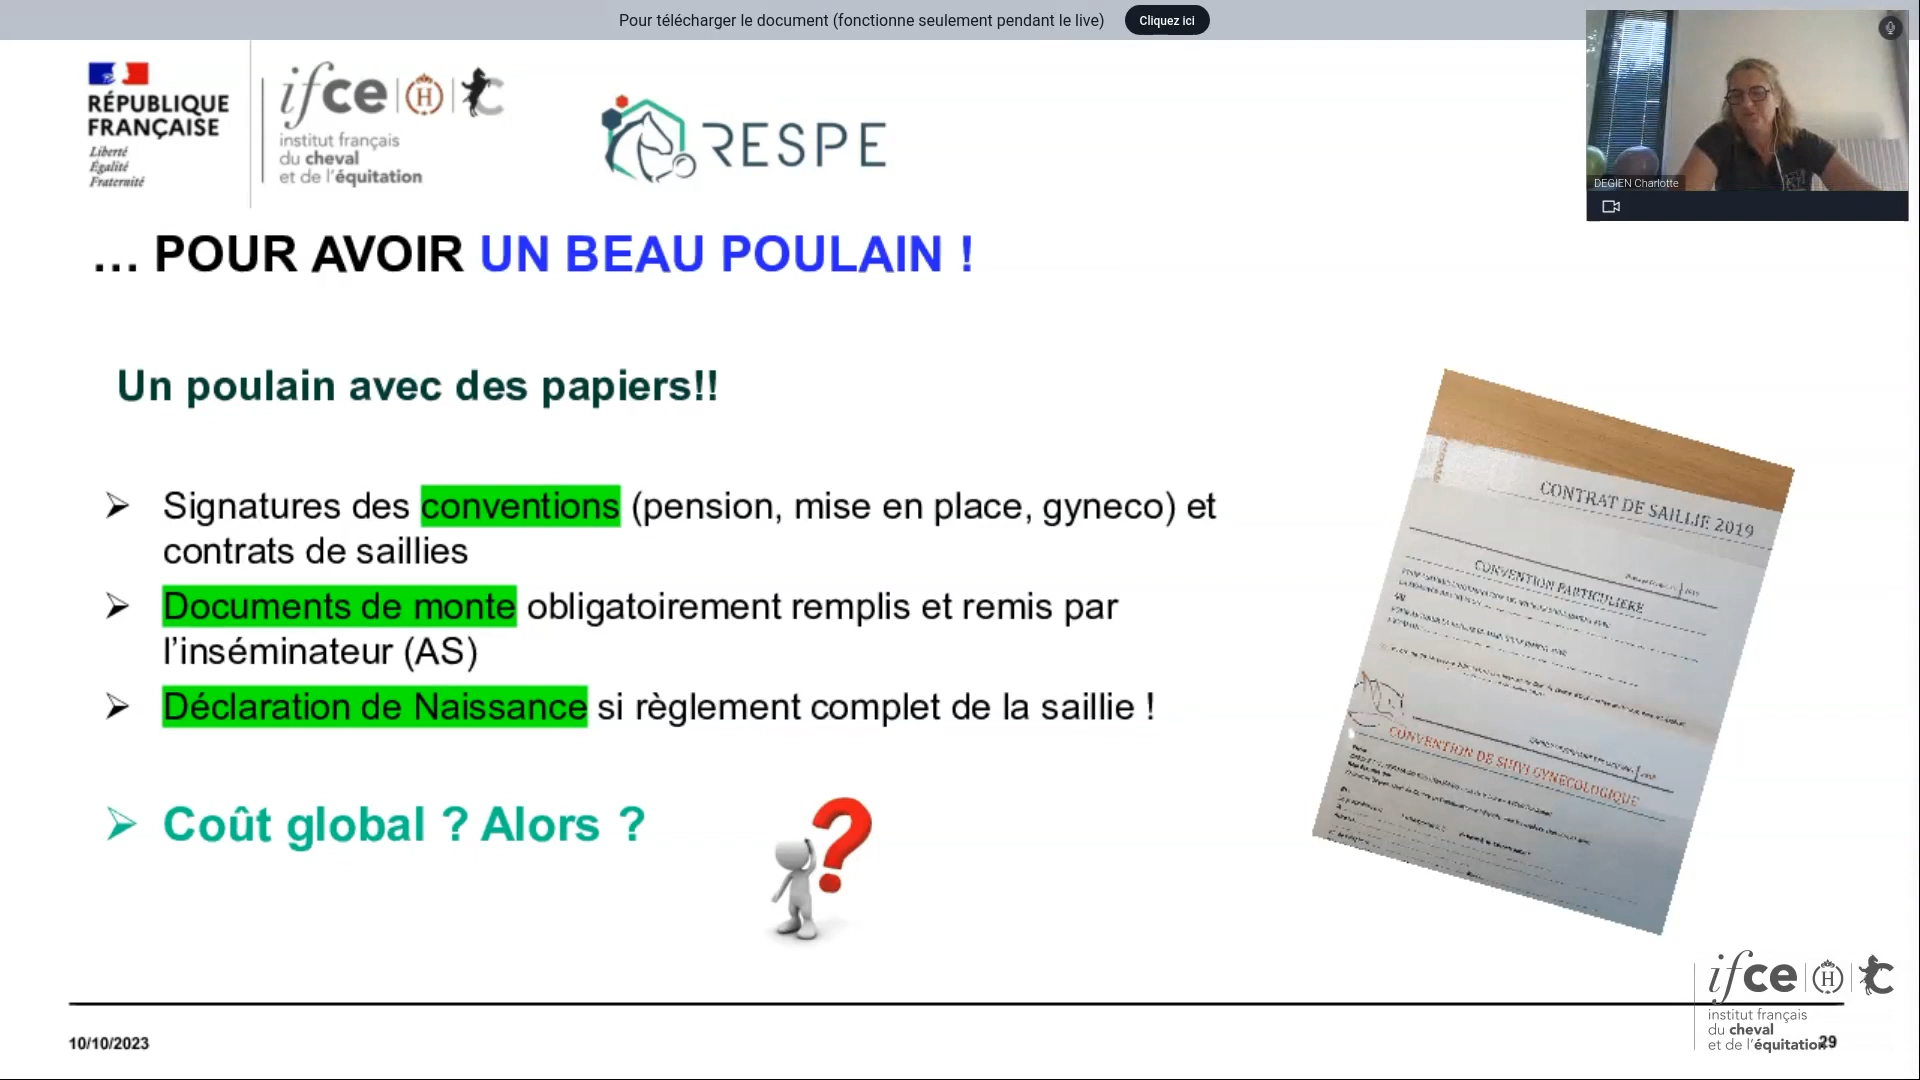 Pour télécharger le document (fonctionne seulement pendant le live)
Cliquez ici
RÉPUBLIQUE
FRANÇAISE
Liberté
Égalité
Fraternité
ifce
H
institut français
du cheval
et de l'équitation
RESPE
DEGIEN Charlotte
... POUR AVOIR UN BEAU POULAIN !
Un poulain avec des papiers!!
➢ Signatures des conventions (pension, mise en place, gyneco) et
contrats de saillies
➢ Documents de monte obligatoirement remplis et remis par
l'inséminateur (AS)
➢ Déclaration de Naissance si règlement complet de la saillie !
➢ Coût global ? Alors ?
?
CONTRAT DE SAILLIE 2019
CONVENTION PARTICULIERE
CONVENTION DE SUIVI GYNECOLOGIQUE
ifce
H
institut français
du cheval
et de l'équitation
10/10/2023
29